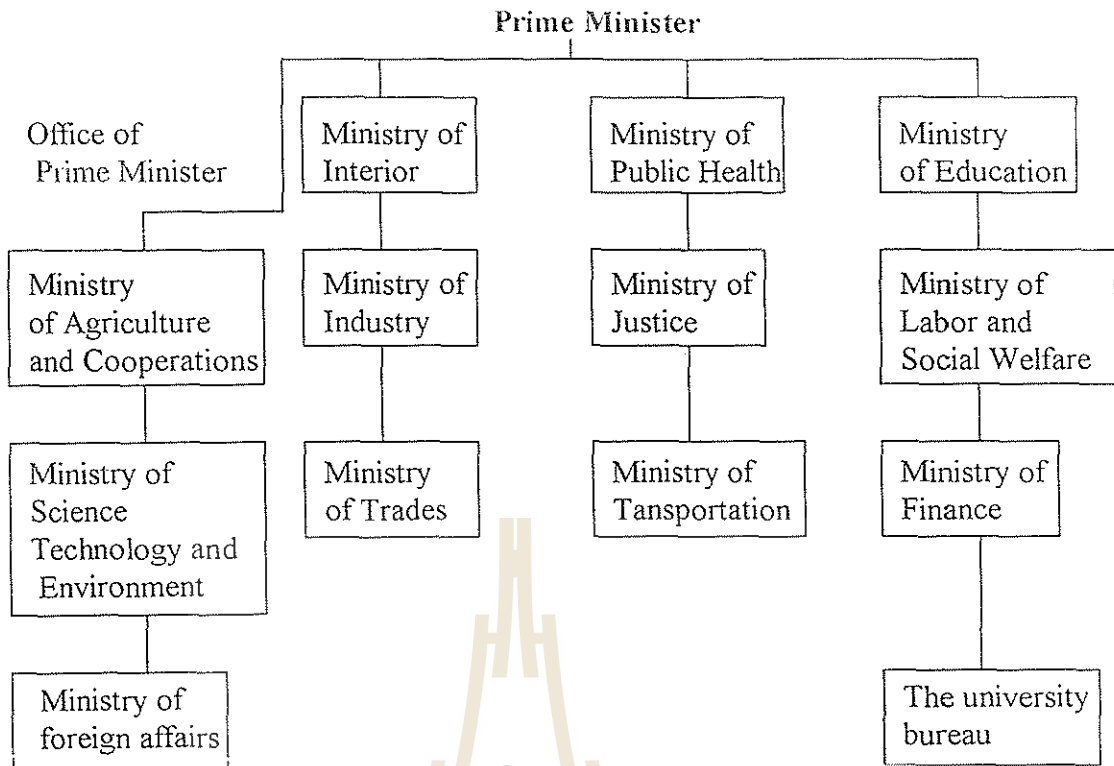 Prime Minister
Office of
Prime Minister
Ministry of
Interior
Ministry of
Public Health
Ministry
of Education
Ministry
of Agriculture
and Cooperations
Ministry of
Industry
Ministry of
Justice
Ministry of
Labor and
Social Welfare
Ministry of
Science
Technology and
Environment
Ministry
of Trades
Ministry of
Tansportation
Ministry of
Finance
Ministry of
foreign affairs
The university
bureau